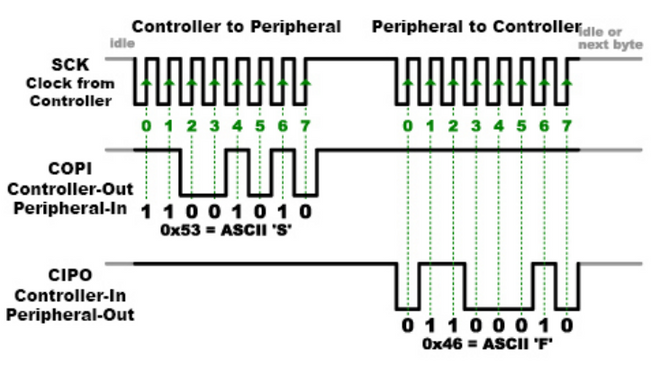 Controller to Peripheral
Peripheral to Controller
idle
idle or
next byte
SCK
Clock from
Controller
0 1 2 3 4 5 6 7
0 1 2 3 4 5 6 7
COPI
Controller-Out
Peripheral-In
1 1 0 0 1 0 1 0
0x53 = ASCII 'S'
CIPO
Controller-In
Peripheral-Out
0 1 1 0 0 0 1 0
0x46 = ASCII 'F'